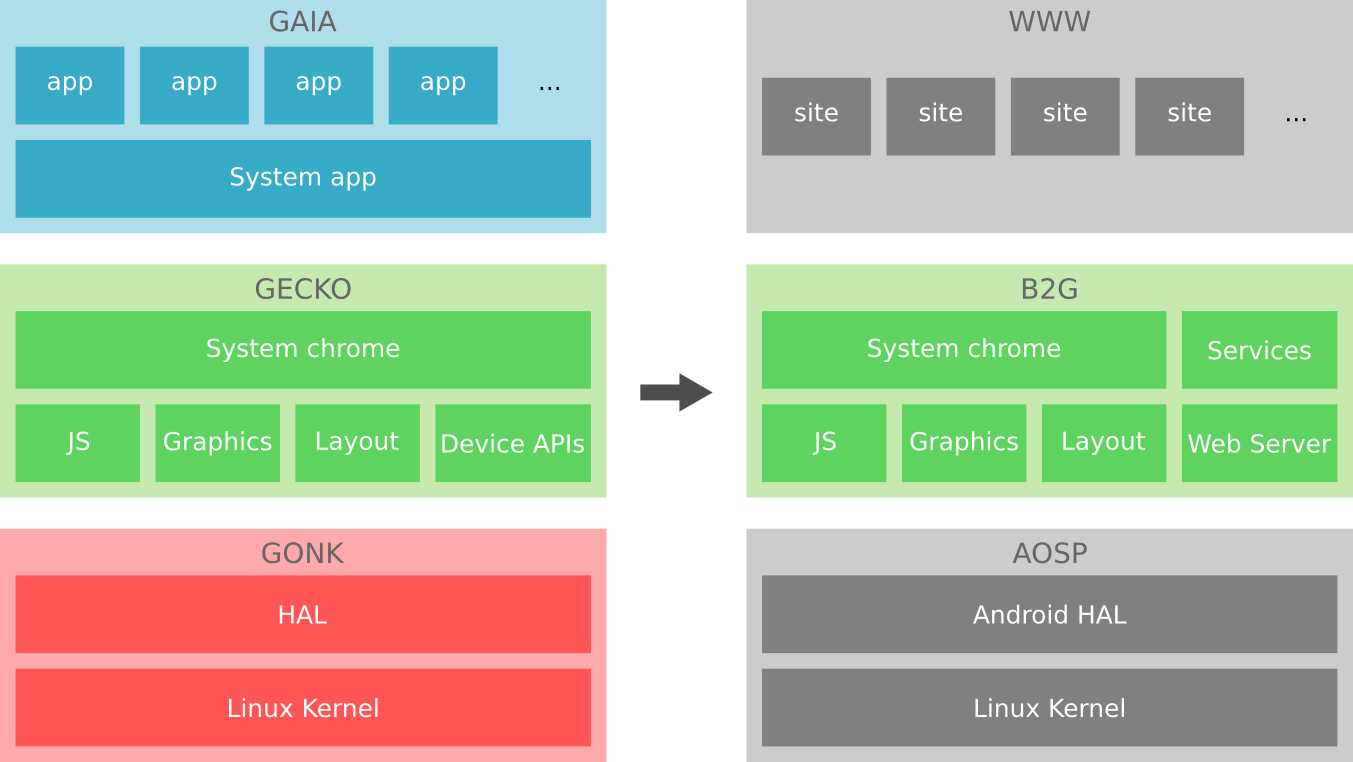 GAIA
app
app
app
app
...
System app
GECKO
System chrome
JS
Graphics
Layout
Device APIs
GONK
HAL
Linux Kernel
WWW
site
site
site
site
...
B2G
System chrome
Services
JS
Graphics
Layout
Web Server
AOSP
Android HAL
Linux Kernel